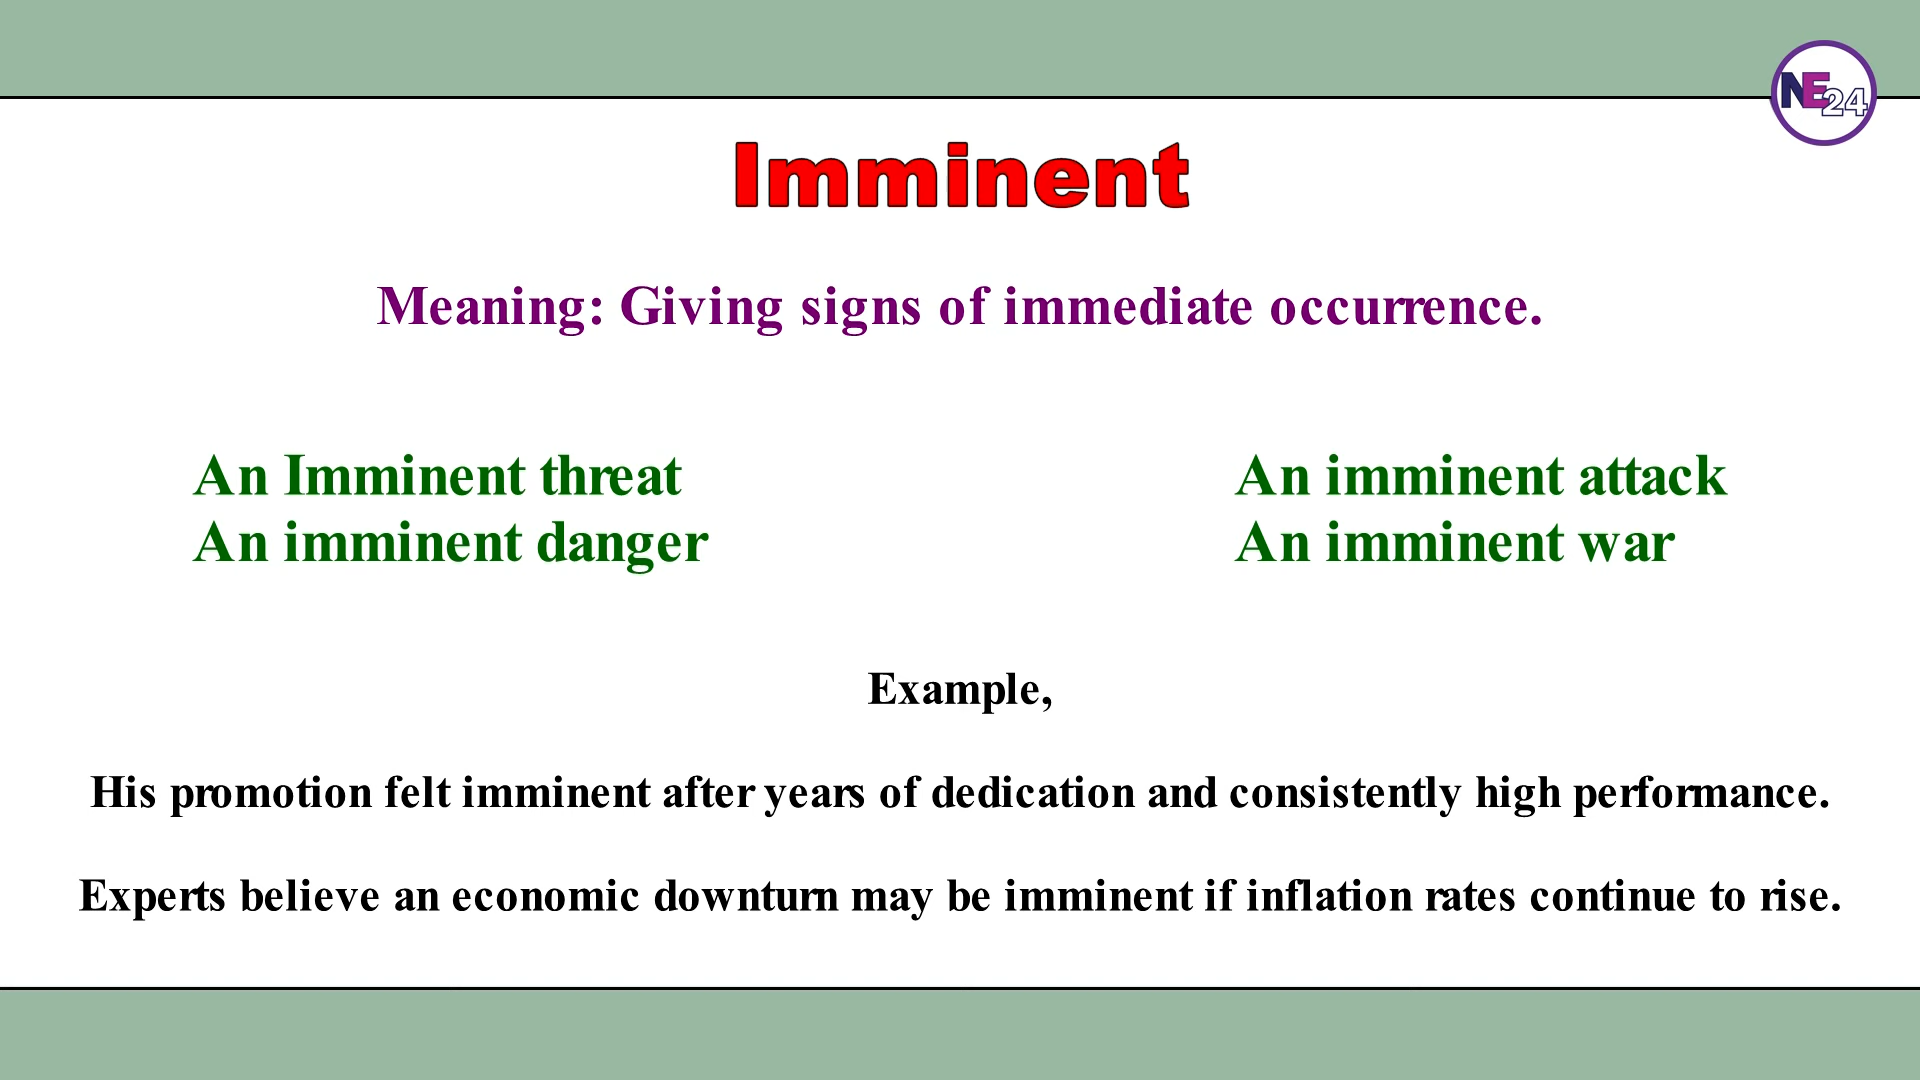 NE24
Imminent
Meaning: Giving signs of immediate occurrence.
An Imminent threat
An imminent danger
An imminent attack
An imminent war
Example,
His promotion felt imminent after years of dedication and consistently high performance.
Experts believe an economic downturn may be imminent if inflation rates continue to rise.